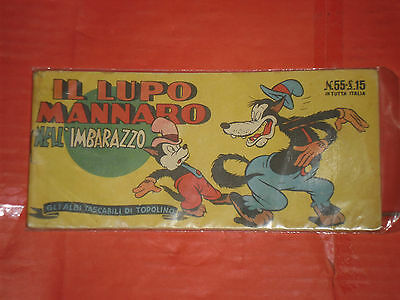 IL LUPO
MANNARO
NELL' IMBARAZZO
N.55-L.15
IN TUTTA ITALIA
GLI ALBI TASCABILI DI TOPOLINO